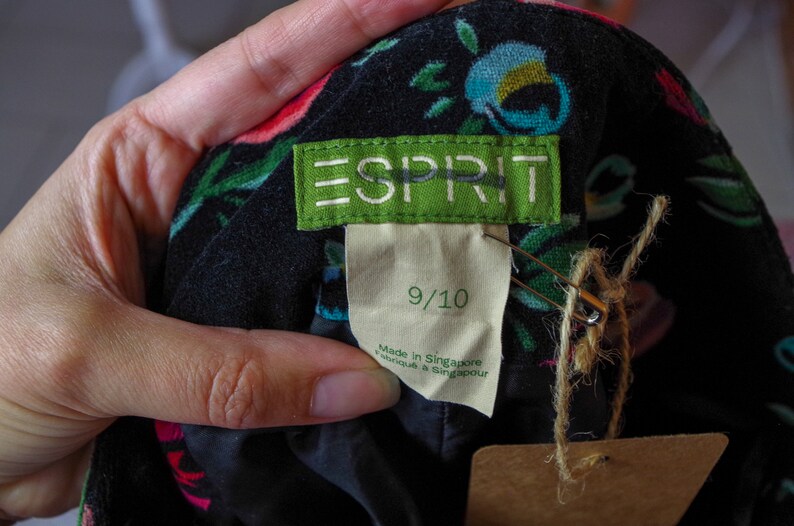 ESPRIT
9/10
Made in Singapore
Fabriqué à Singapour